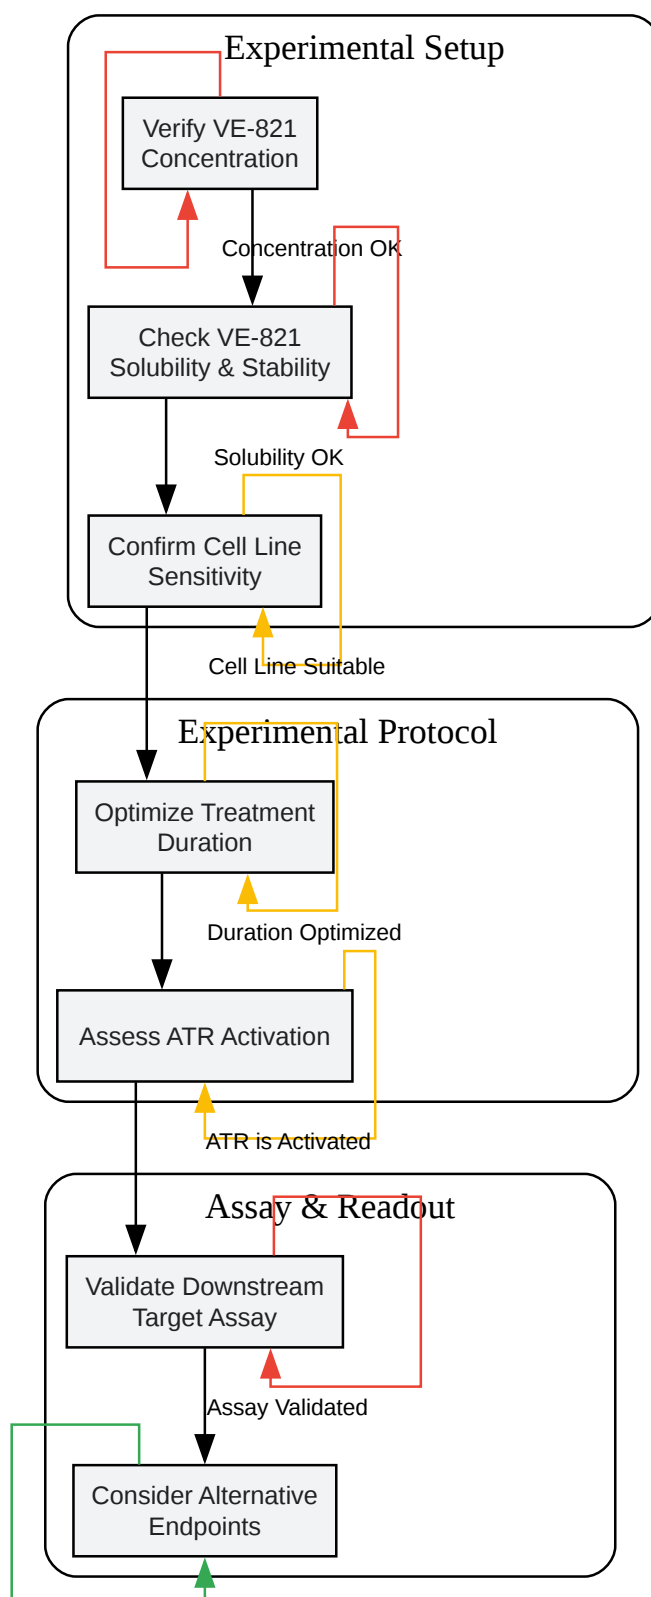 Experimental Setup
Verify VE-821
Concentration
Concentration OK
Check VE-821
Solubility & Stability
Solubility OK
Confirm Cell Line
Sensitivity
Cell Line Suitable
Experimental Protocol
Optimize Treatment
Duration
Duration Optimized
Assess ATR Activation
ATR is Activated
Assay & Readout
Validate Downstream
Target Assay
Assay Validated
Consider Alternative
Endpoints